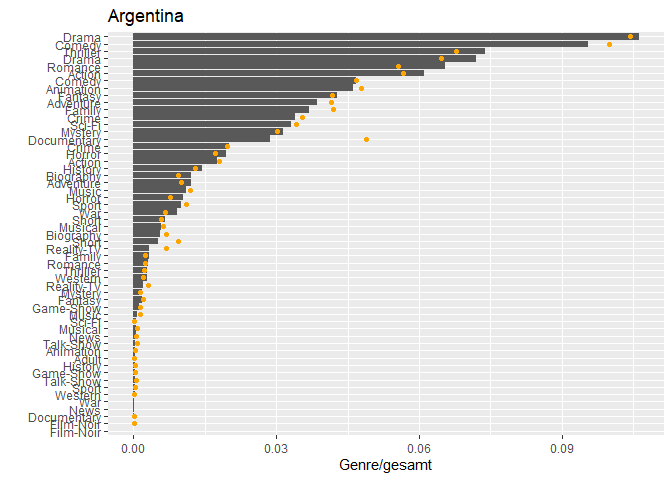 Argentina
Drama
Comedy
Thriller
Drama
Romance
Action
Comedy
Animation
Fantasy
Adventure
Family
Crime
Sci-Fi
Mystery
Documentary
Crime
Horror
Action
History
Biography
Adventure
Music
Horror
Sport
War
Short
Musical
Biography
Short
Reality-TV
Family
Romance
Thriller
Western
Reality-TV
Mystery
Fantasy
Game-Show
Music
Sci-Fi
Musical
News
Talk-Show
Animation
Adult
History
Game-Show
Talk-Show
Sport
Western
War
News
Documentary
Film-Noir
Film-Noir
0.00 0.03 0.06 0.09
Genre/gesamt